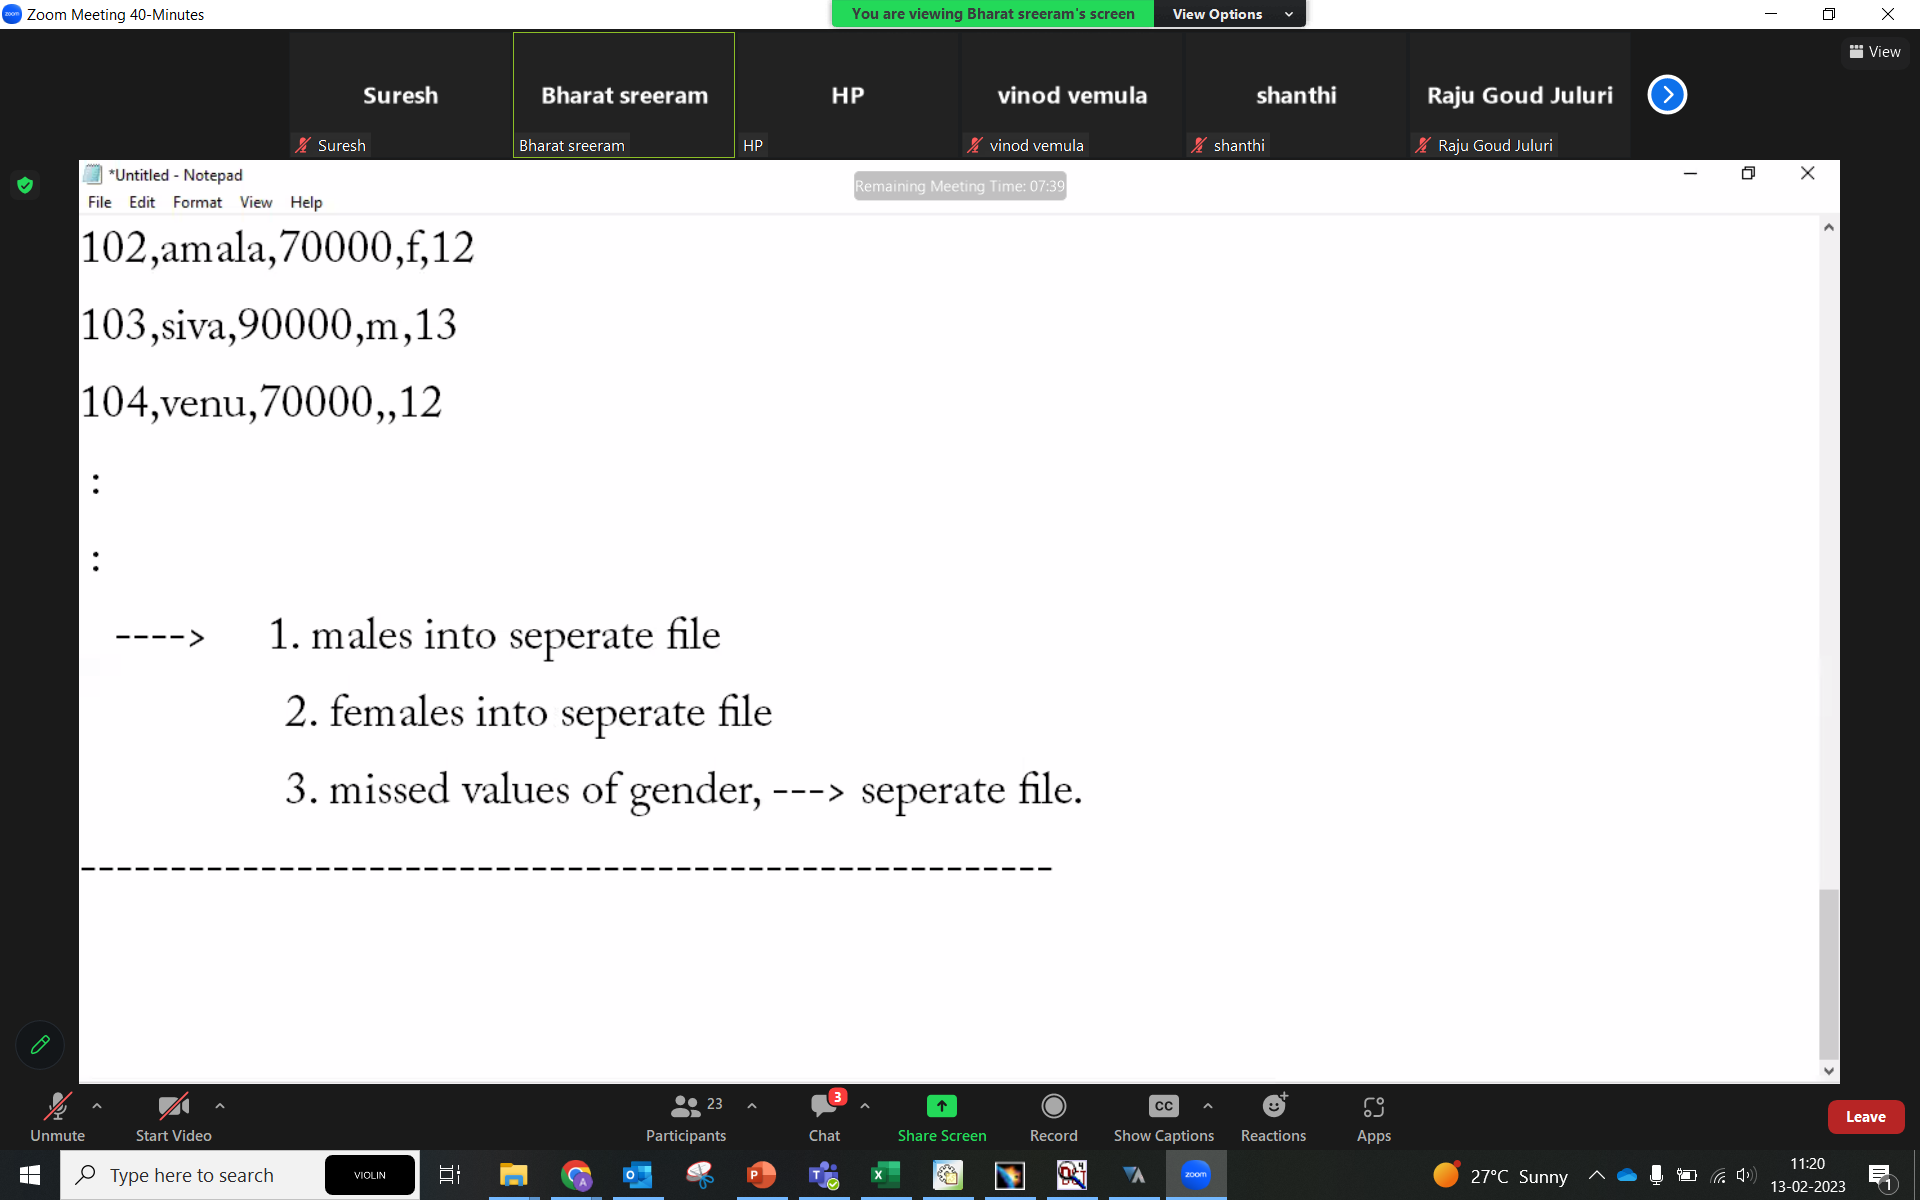 Zoom Meeting 40-Minutes
You are viewing Bharat sreeram's screen
View Options
View
Suresh
Bharat sreeram
HP
vinod vemula
shanthi
Raju Goud Juluri
Suresh
Bharat sreeram
HP
vinod vemula
shanthi
Raju Goud Juluri
*Untitled - Notepad
Remaining Meeting Time: 07:39
File Edit Format View Help
102,amala,70000,f,12
103,siva,90000,m,13
104,venu,70000,,12
:
:
----> 1. males into seperate file
2. females into seperate file
3. missed values of gender, ---> seperate file.
------------------------------------------------------
Unmute
Start Video
23
Participants
3
Chat
Share Screen
Record
CC
Show Captions
Reactions
Apps
Leave
Type here to search
VIOLIN
zoom
27°C Sunny
11:20
13-02-2023
1